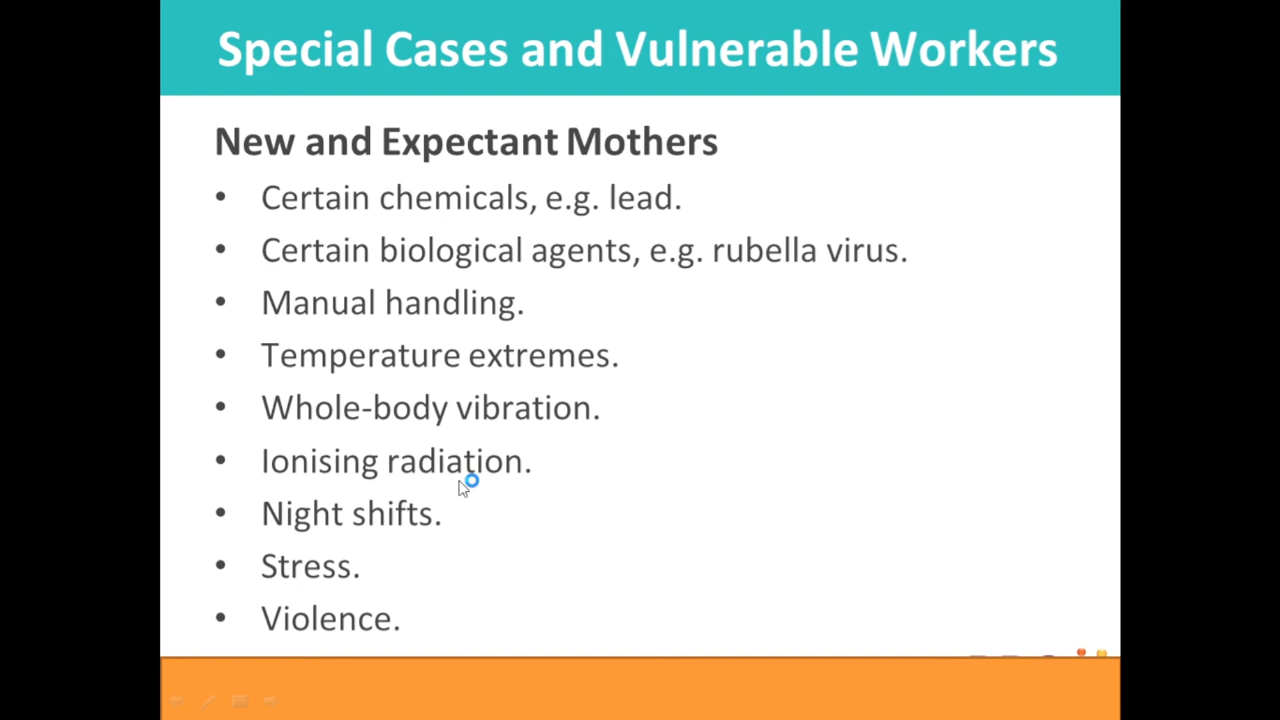 Special Cases and Vulnerable Workers
New and Expectant Mothers
• Certain chemicals, e.g. lead.
• Certain biological agents, e.g. rubella virus.
• Manual handling.
• Temperature extremes.
• Whole-body vibration.
• Ionising radiation.
• Night shifts.
• Stress.
• Violence.